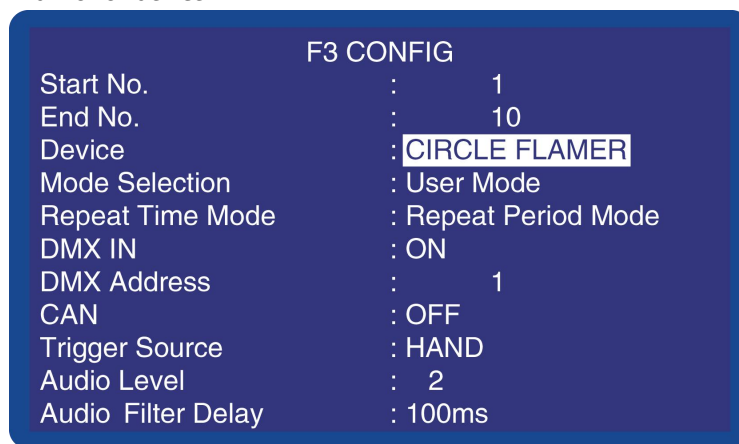 F3 CONFIG
Start No. : 1
End No. : 10
Device : CIRCLE FLAMER
Mode Selection : User Mode
Repeat Time Mode : Repeat Period Mode
DMX IN : ON
DMX Address : 1
CAN : OFF
Trigger Source : HAND
Audio Level : 2
Audio Filter Delay : 100ms